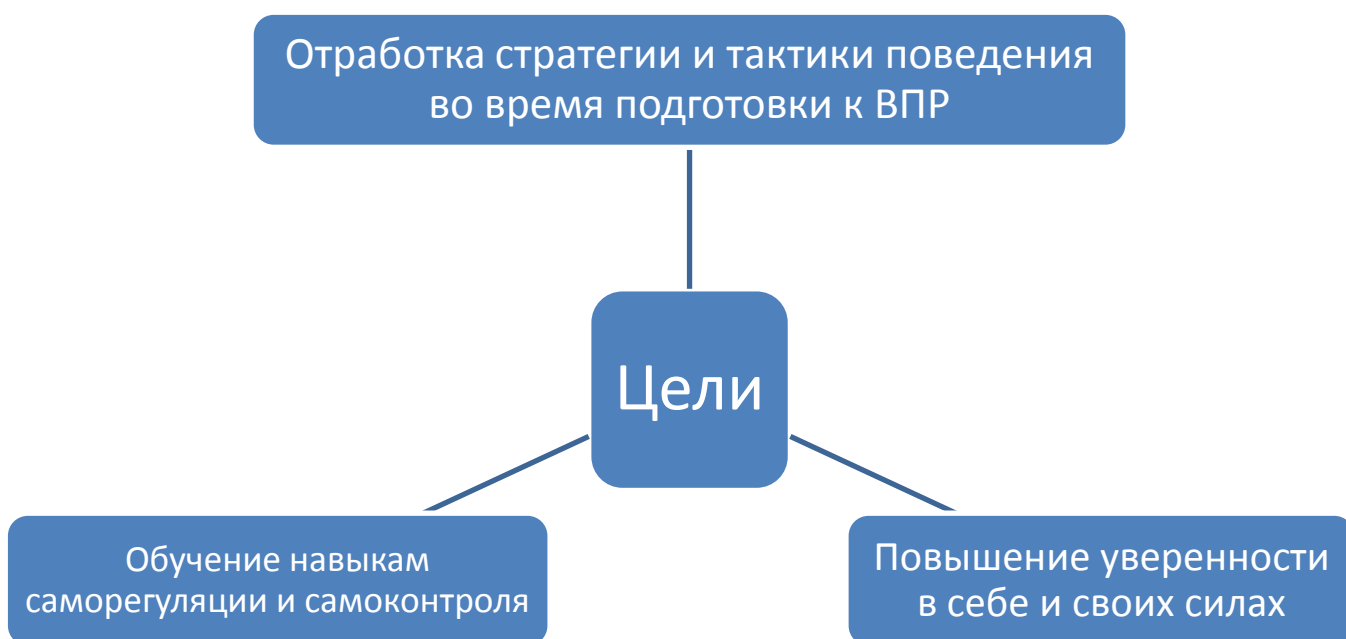 Отработка стратегии и тактики поведения
во время подготовки к ВПР
Цели
Обучение навыкам
саморегуляции и самоконтроля
Повышение уверенности
в себе и своих силах